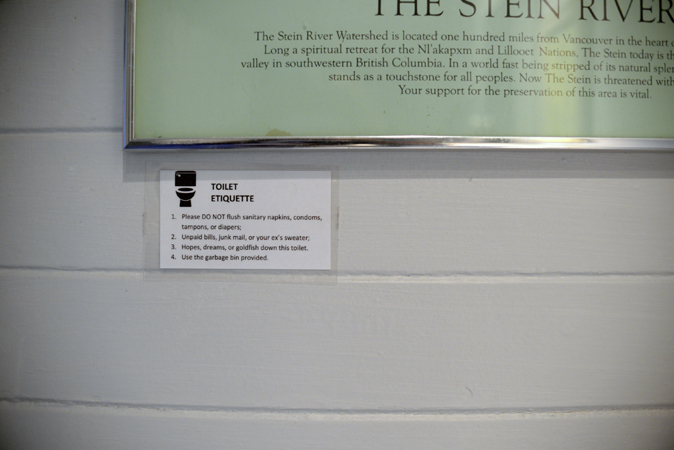 THE STEIN RIVER
The Stein River Watershed is located one hundred miles from Vancouver in the heart
Long a spiritual retreat for the Nl'akapxm and Lillooet Nations, The Stein today is
valley in southwestern British Columbia. In a world fast being stripped of its natural
stands as a touchstone for all peoples. Now The Stein is threatened with
Your support for the preservation of this area is vital.
TOILET
ETIQUETTE
1. Please DO NOT flush sanitary napkins, condoms,
tampons, or diapers;
2. Unpaid bills, junk mail, or your ex's sweater;
3. Hopes, dreams, or goldfish down this toilet.
4. Use the garbage bin provided.